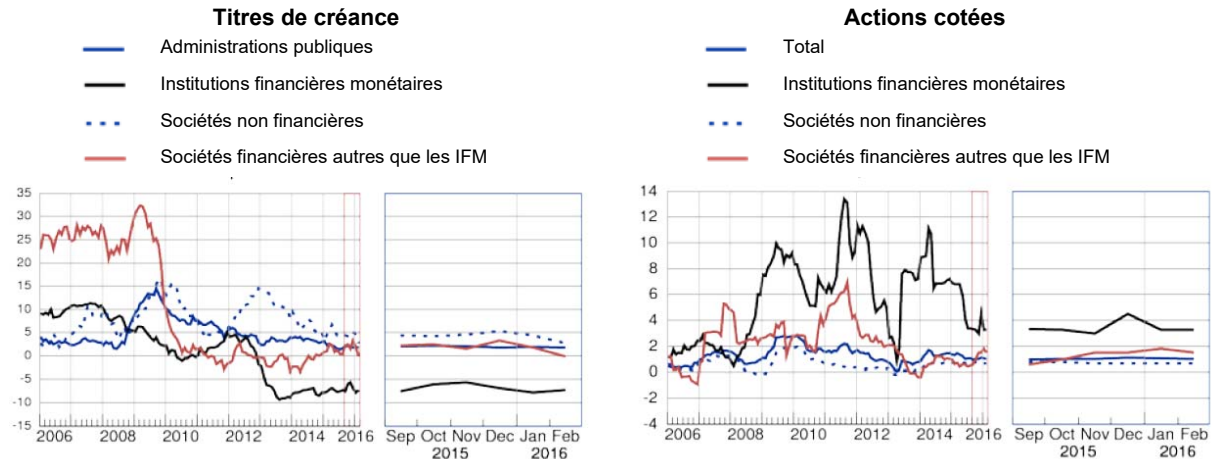 Titres de créance
Administrations publiques
Institutions financières monétaires
Sociétés non financières
Sociétés financières autres que les IFM
35
30
25
20
15
10
5
0
-5
-10
-15
2006 2008 2010 2012 2014 2016
Sep Oct Nov Dec Jan Feb
2015 2016
Actions cotées
Total
Institutions financières monétaires
Sociétés non financières
Sociétés financières autres que les IFM
14
12
10
8
6
4
2
0
-2
-4
2006 2008 2010 2012 2014 2016
Sep Oct Nov Dec Jan Feb
2015 2016